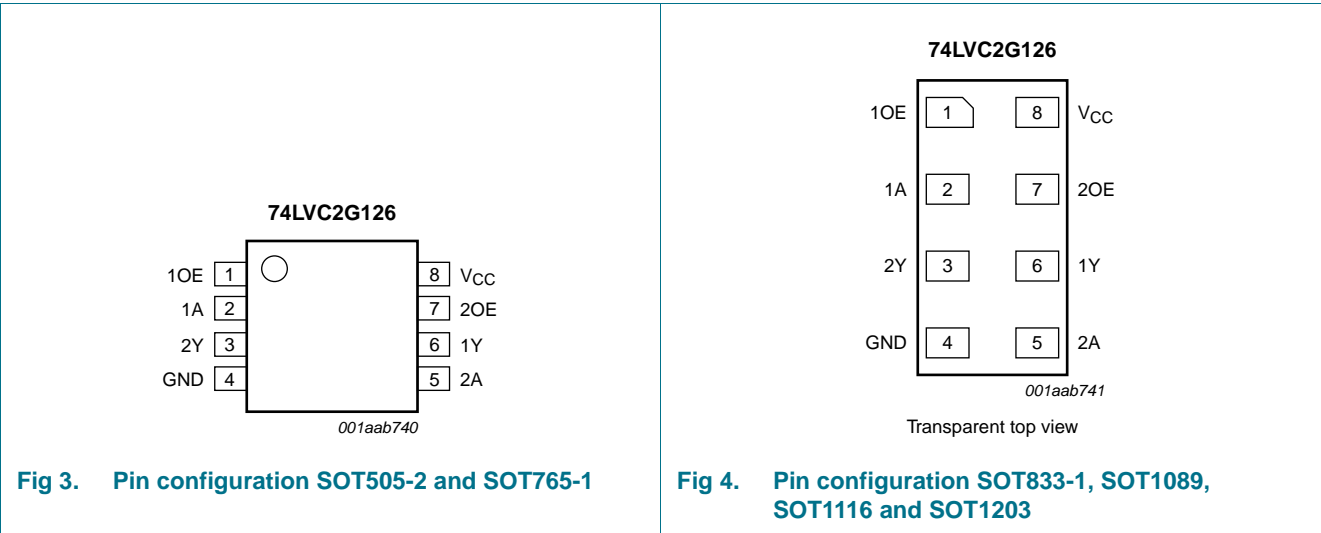 74LVC2G126
1OE 1 8 VCC
1A 2 7 2OE
2Y 3 6 1Y
GND 4 5 2A
001aab740
Fig 3. Pin configuration SOT505-2 and SOT765-1
74LVC2G126
1OE 1 8 VCC
1A 2 7 2OE
2Y 3 6 1Y
GND 4 5 2A
001aab741
Transparent top view
Fig 4. Pin configuration SOT833-1, SOT1089,
SOT1116 and SOT1203